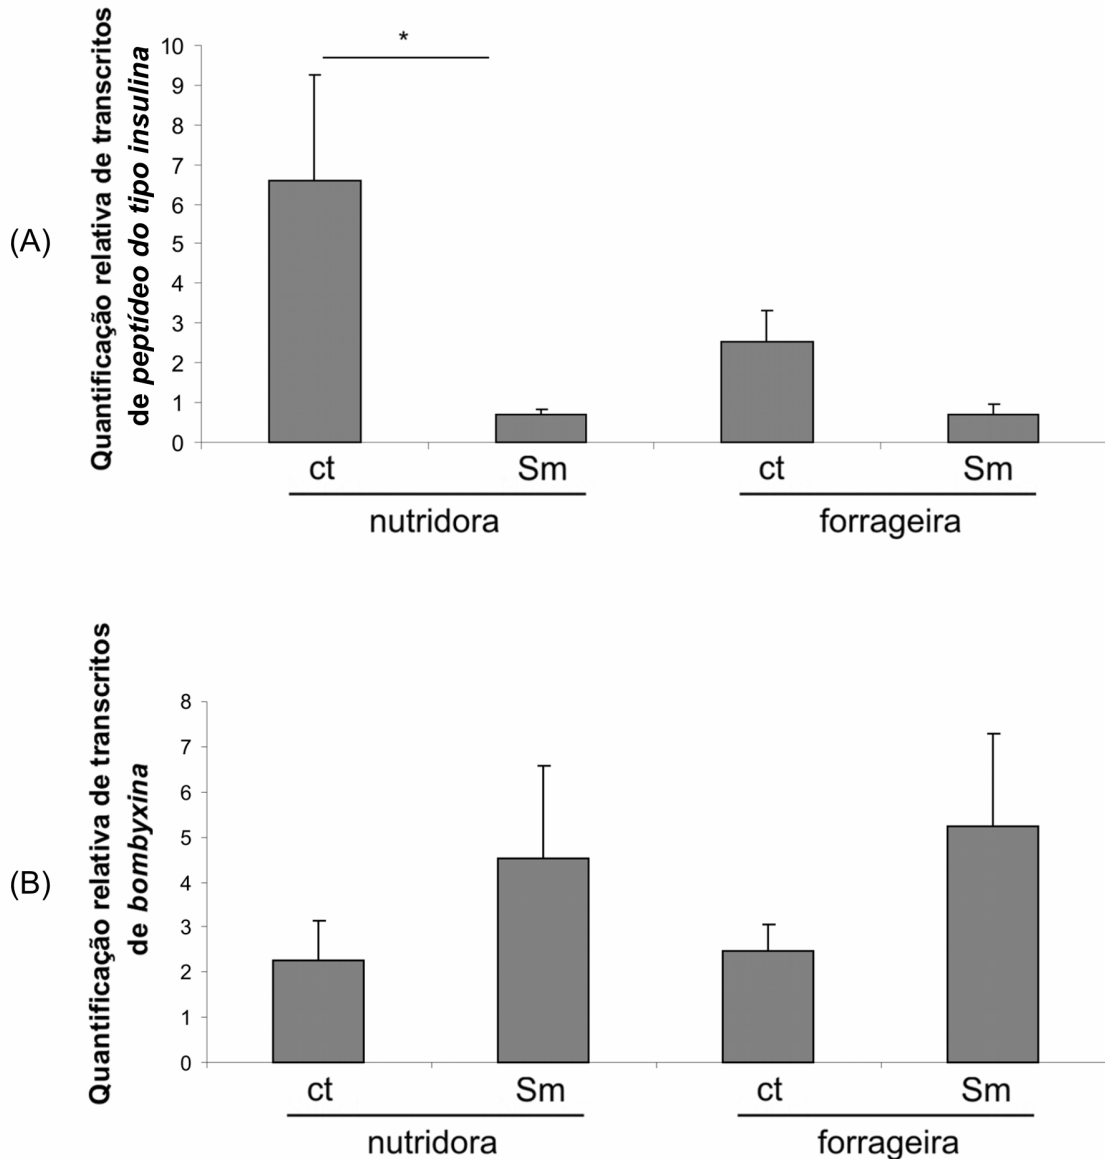 (A)
Quantificação relativa de transcritos
de peptídeo do tipo insulina
10
9
8
7
6
5
4
3
2
1
0
*
ct Sm ct Sm
nutridora forrageira
(B)
Quantificação relativa de transcritos
de bombyxina
8
7
6
5
4
3
2
1
0
ct Sm ct Sm
nutridora forrageira